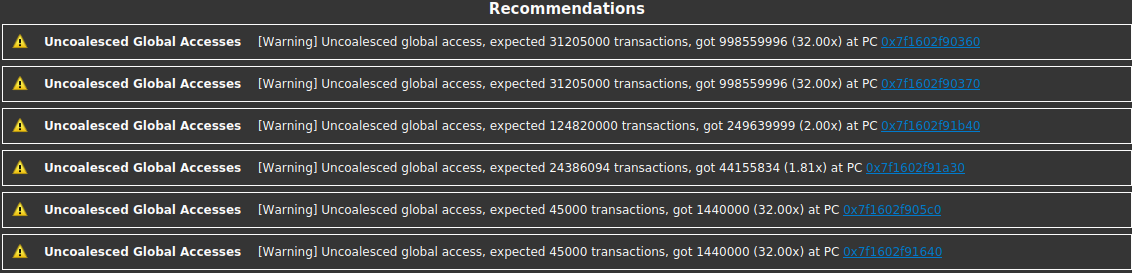 Recommendations
Uncoalesced Global Accesses [Warning] Uncoalesced global access, expected 31205000 transactions, got 998559996 (32.00x) at PC 0x7f1602f90360
Uncoalesced Global Accesses [Warning] Uncoalesced global access, expected 31205000 transactions, got 998559996 (32.00x) at PC 0x7f1602f90370
Uncoalesced Global Accesses [Warning] Uncoalesced global access, expected 124820000 transactions, got 249639999 (2.00x) at PC 0x7f1602f91b40
Uncoalesced Global Accesses [Warning] Uncoalesced global access, expected 24386094 transactions, got 44155834 (1.81x) at PC 0x7f1602f91a30
Uncoalesced Global Accesses [Warning] Uncoalesced global access, expected 45000 transactions, got 1440000 (32.00x) at PC 0x7f1602f905c0
Uncoalesced Global Accesses [Warning] Uncoalesced global access, expected 45000 transactions, got 1440000 (32.00x) at PC 0x7f1602f91640